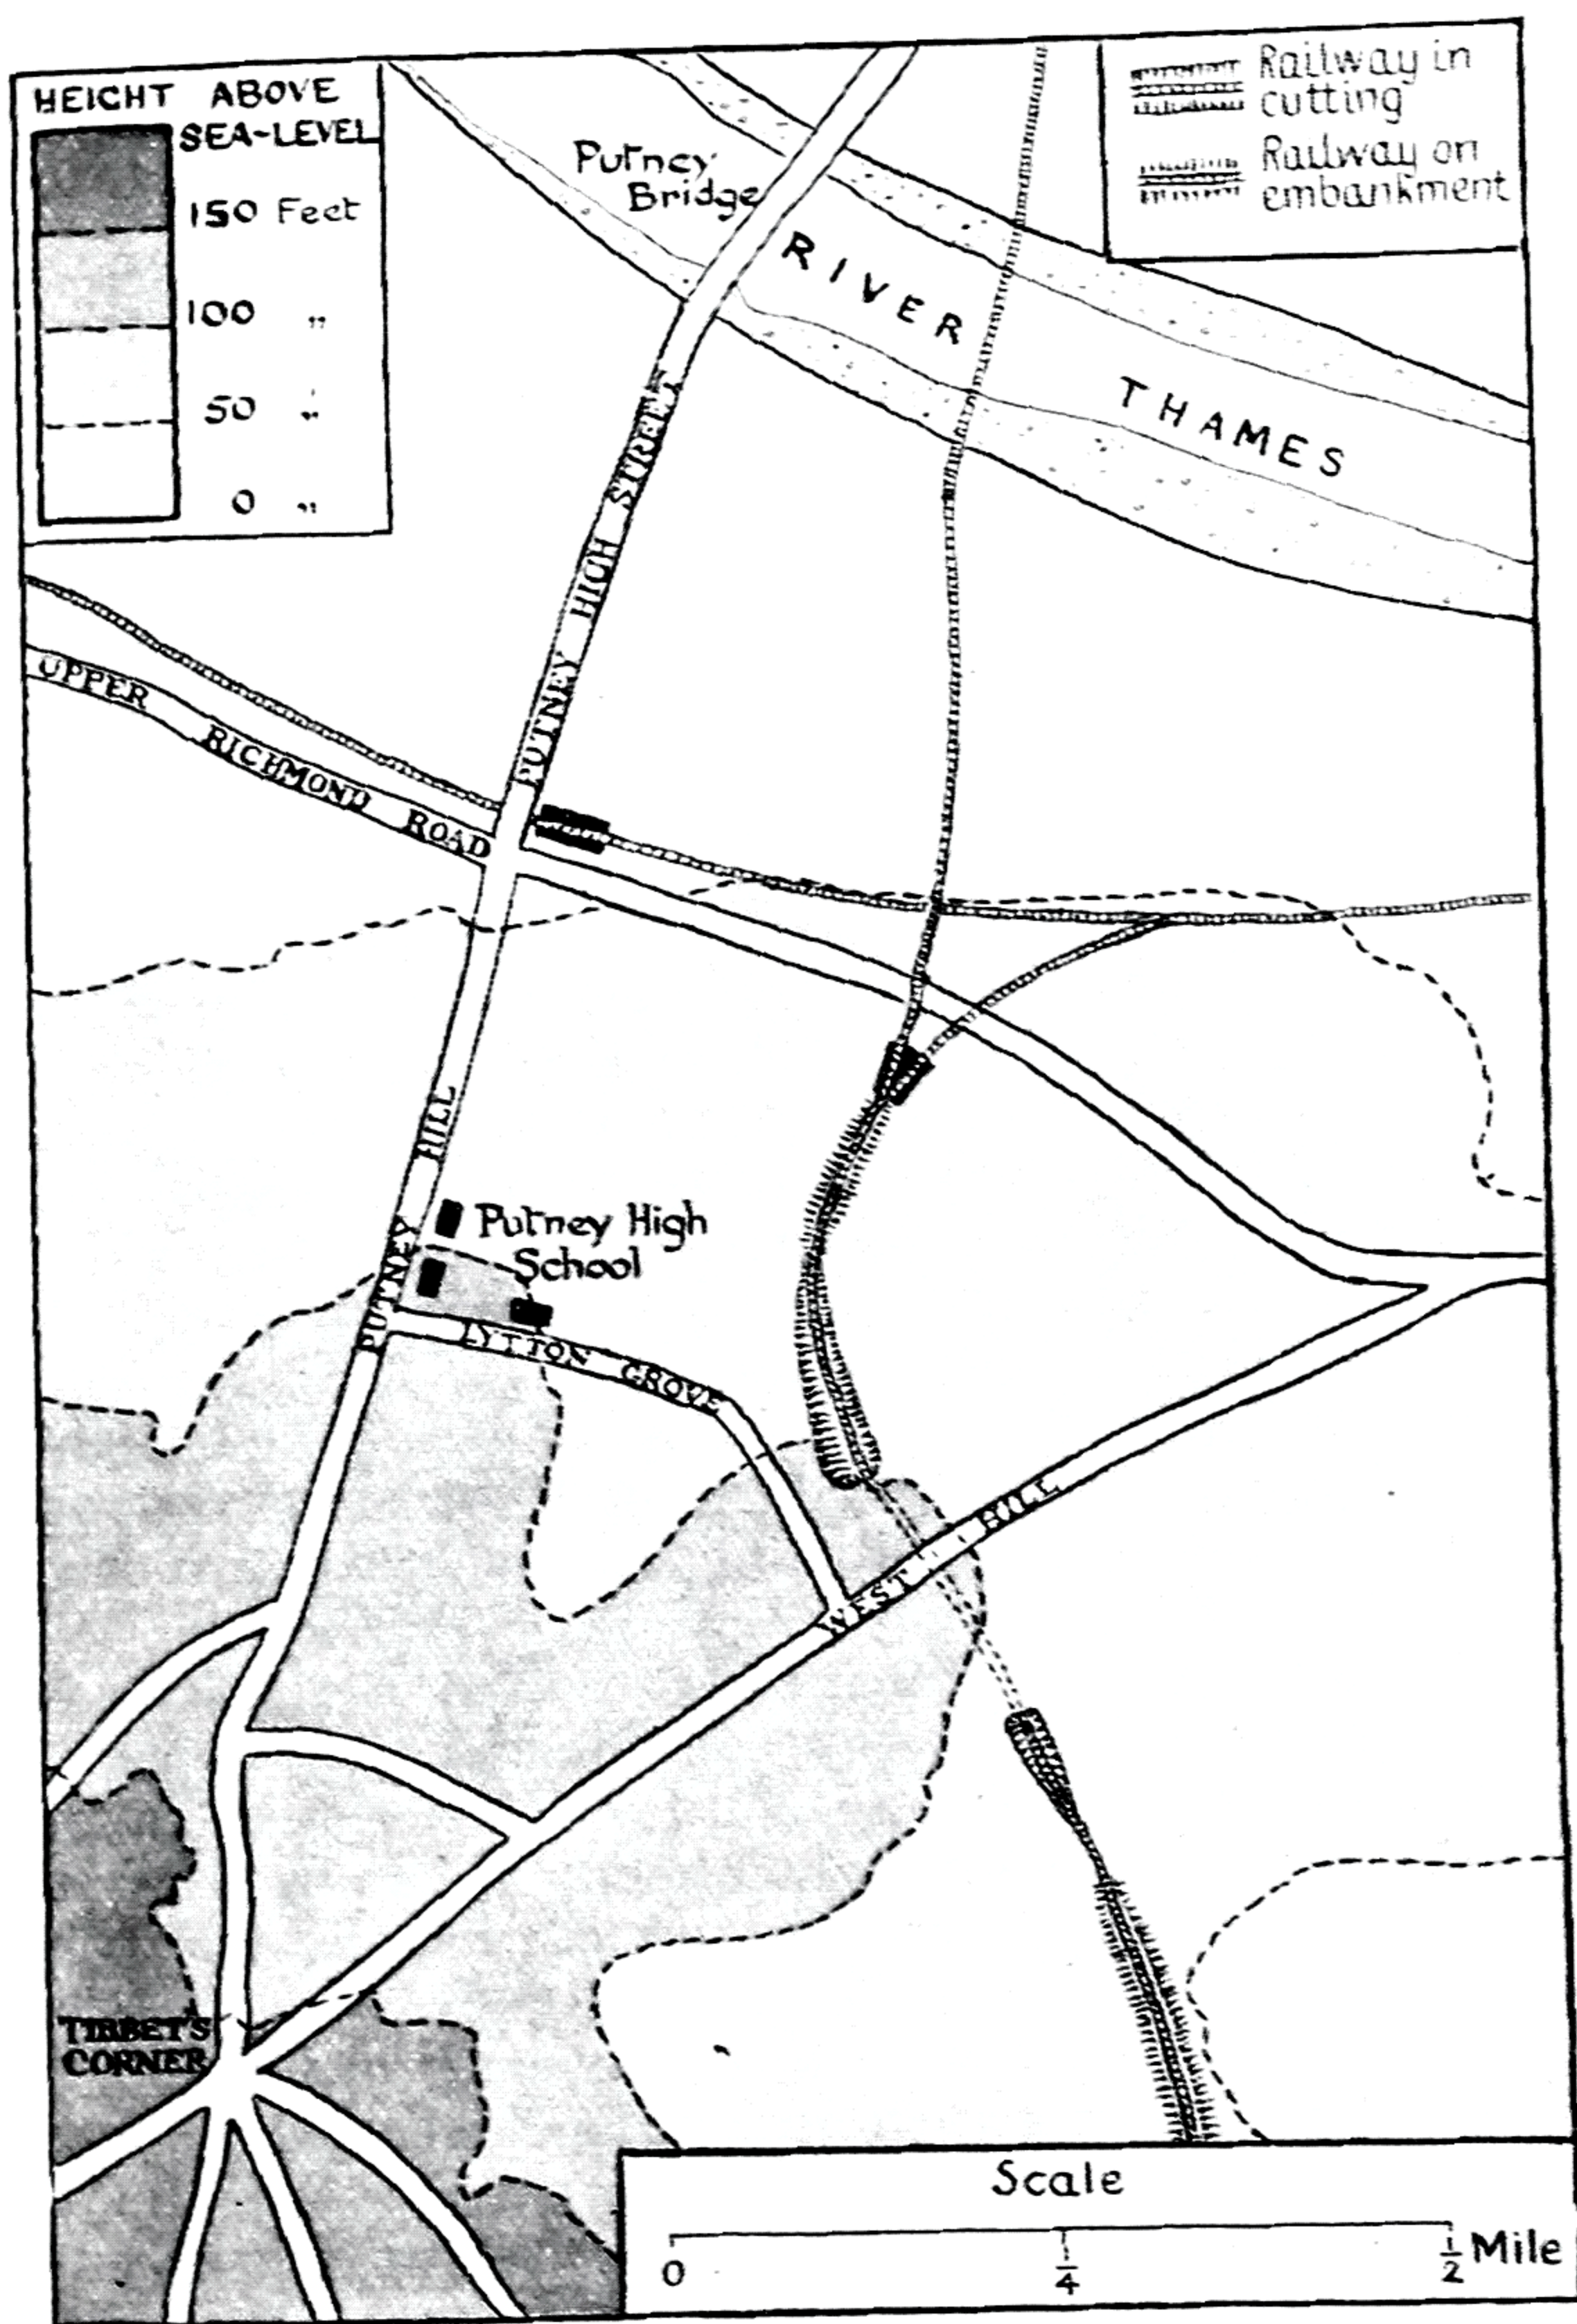 HEIGHT ABOVE
SEA-LEVEL
150 Feet
100 "
50 "
0 "
Railway in
cutting
Railway on
embankment
Putney
Bridge
RIVER THAMES
PUTNEY HIGH STREET
UPPER RICHMOND ROAD
PUTNEY HILL
Putney High
School
LYTTON GROVE
WEST HILL
TIBBET'S
CORNER
Scale
0 1/4 1/2 Mile